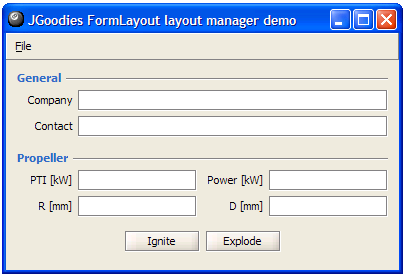 JGoodies FormLayout layout manager demo
File
General
Company
Contact
Propeller
PTI [kW] Power [kW]
R [mm] D [mm]
Ignite Explode